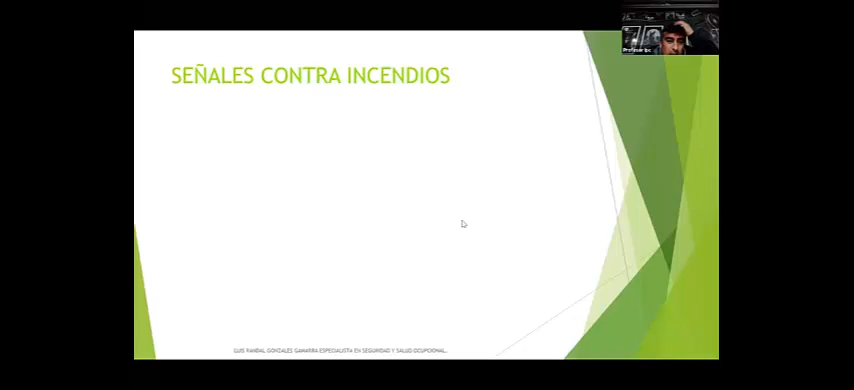 SEÑALES CONTRA INCENDIOS
LUIS RANDAL GONZALES GAMARRA ESPECIALISTA EN SEGURIDAD Y SALUD OCUPACIONAL.